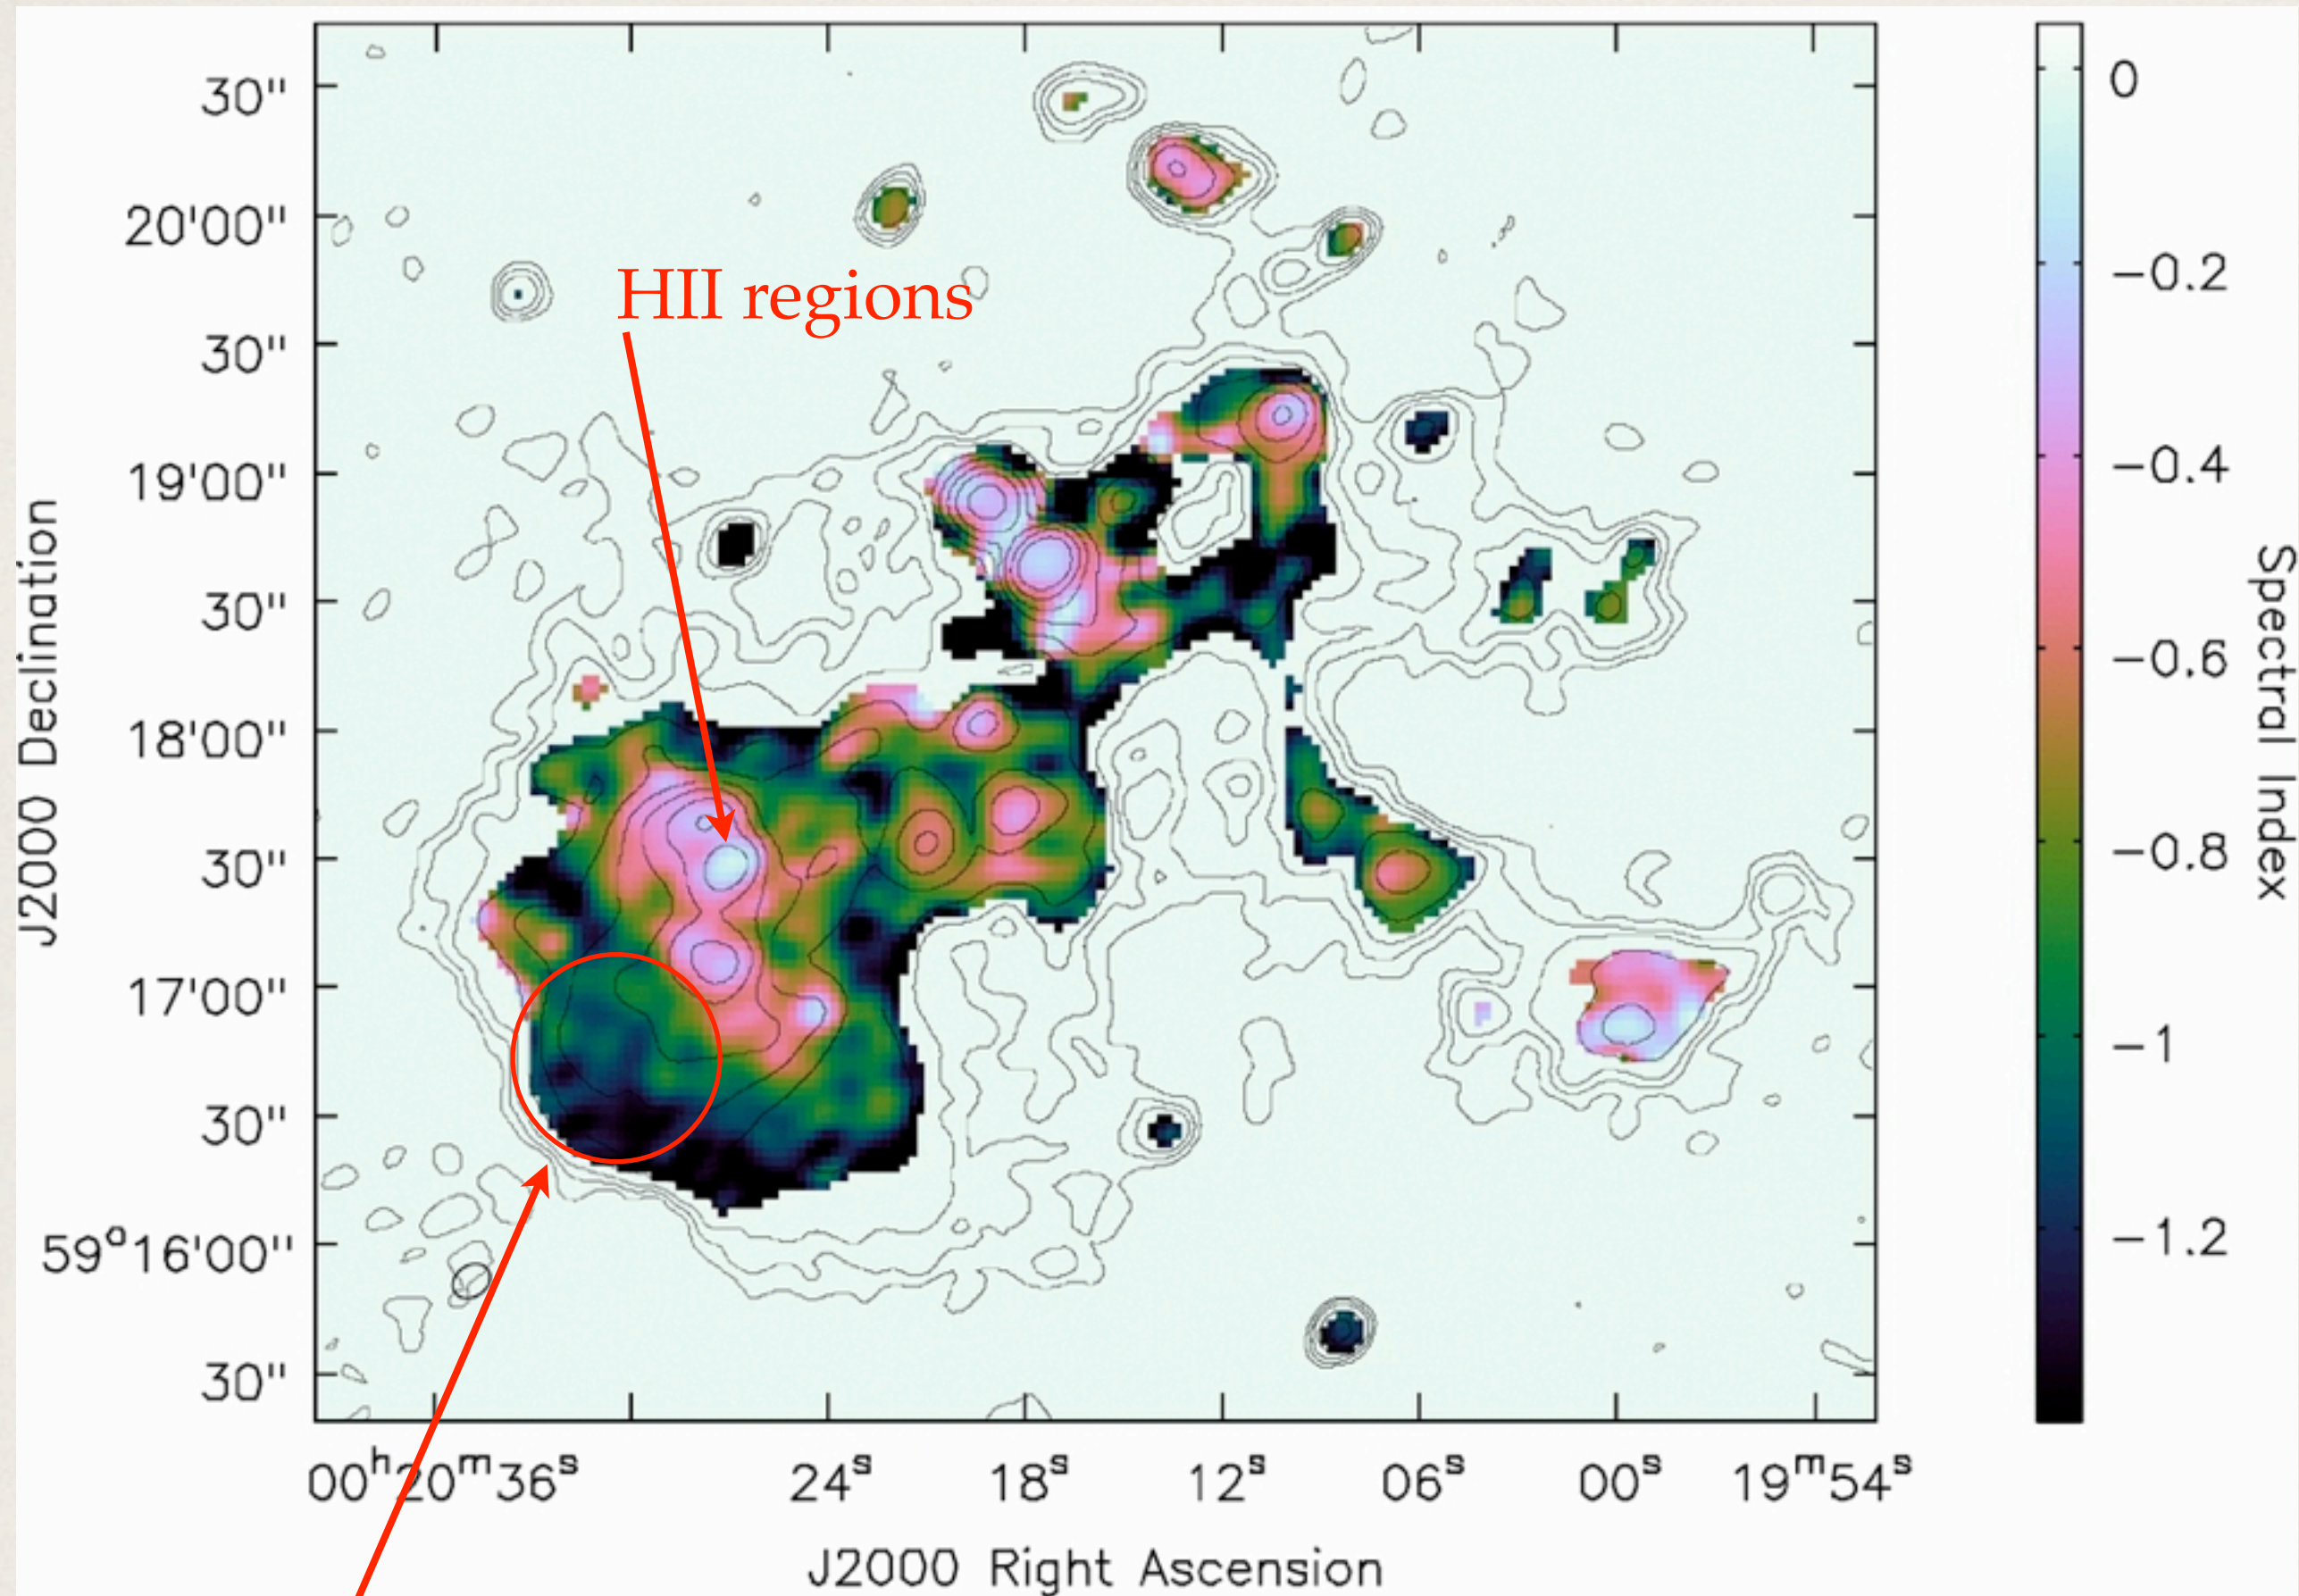 30"
20'00"
30"
19'00"
30"
18'00"
30"
17'00"
30"
59°16'00"
30"
J2000 Declination
HII regions
00ʰ20ᵐ36ˢ
24ˢ
18ˢ
12ˢ
06ˢ
00ˢ
19ᵐ54ˢ
J2000 Right Ascension
0
−0.2
−0.4
−0.6
−0.8
−1
−1.2
Spectral Index